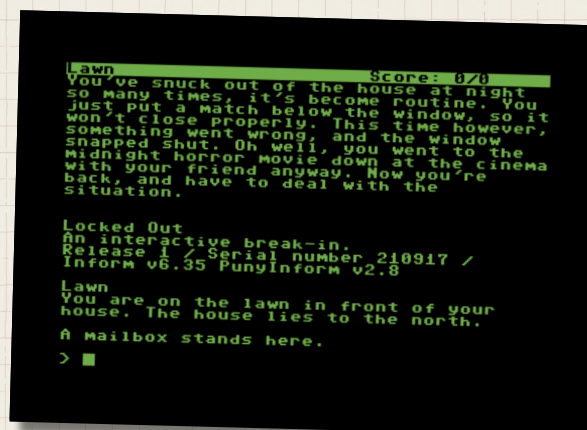 Lawn Score: 0/0
You've snuck out of the house at night
so many times, it's become routine. You
just put a match below the window, so it
won't close properly. This time however,
something went wrong, and the window
snapped shut. Oh well, you went to the
midnight horror movie down at the cinema
with your friend anyway. Now you're
back, and have to deal with the
situation.
Locked Out
An interactive break-in.
Release 1 / Serial number 210917 /
Inform v6.35 PunyInform v2.8
Lawn
You are on the lawn in front of your
house. The house lies to the north.
A Mailbox stands here.
>